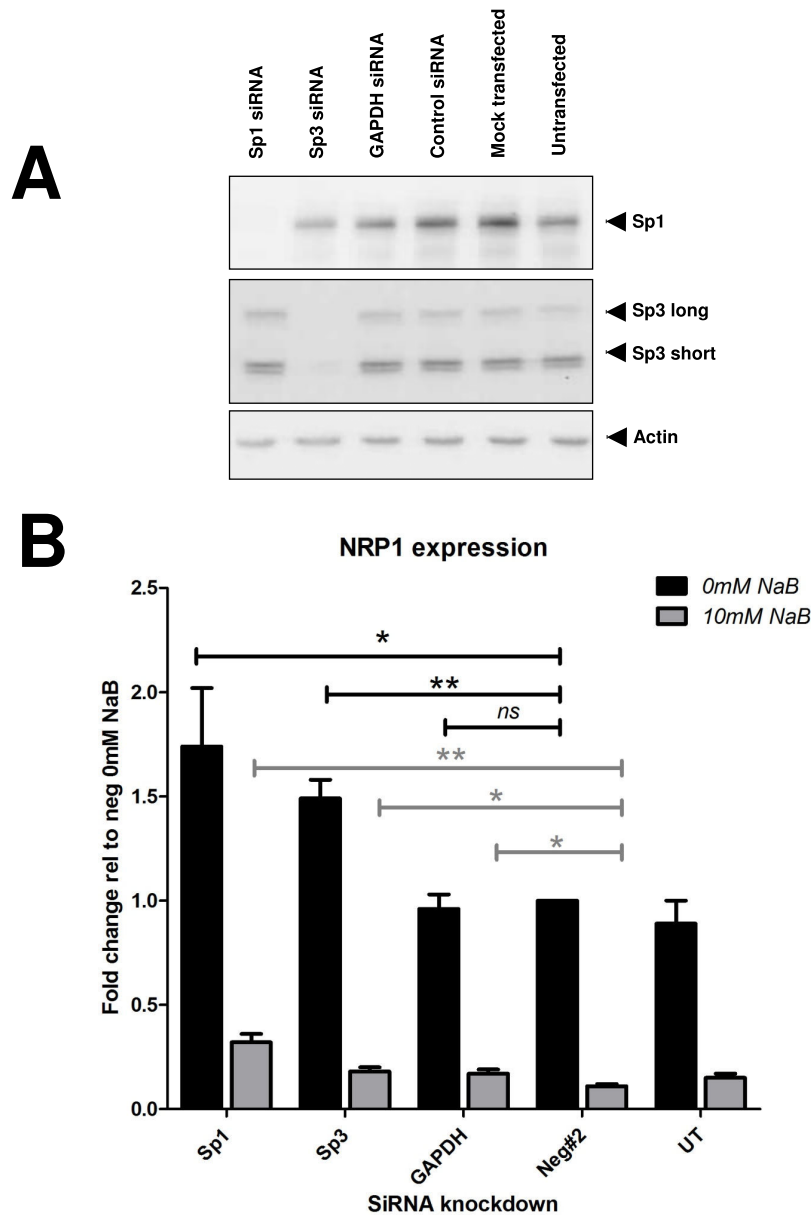 A
Sp1 siRNA
Sp3 siRNA
GAPDH siRNA
Control siRNA
Mock transfected
Untransfected
Sp1
Sp3 long
Sp3 short
Actin
B
NRP1 expression
0mM NaB
10mM NaB
Fold change rel to neg 0mM NaB
2.5
2.0
1.5
1.0
0.5
0.0
*
**
ns
**
*
*
Sp1
Sp3
GAPDH
Neg#2
UT
SiRNA knockdown